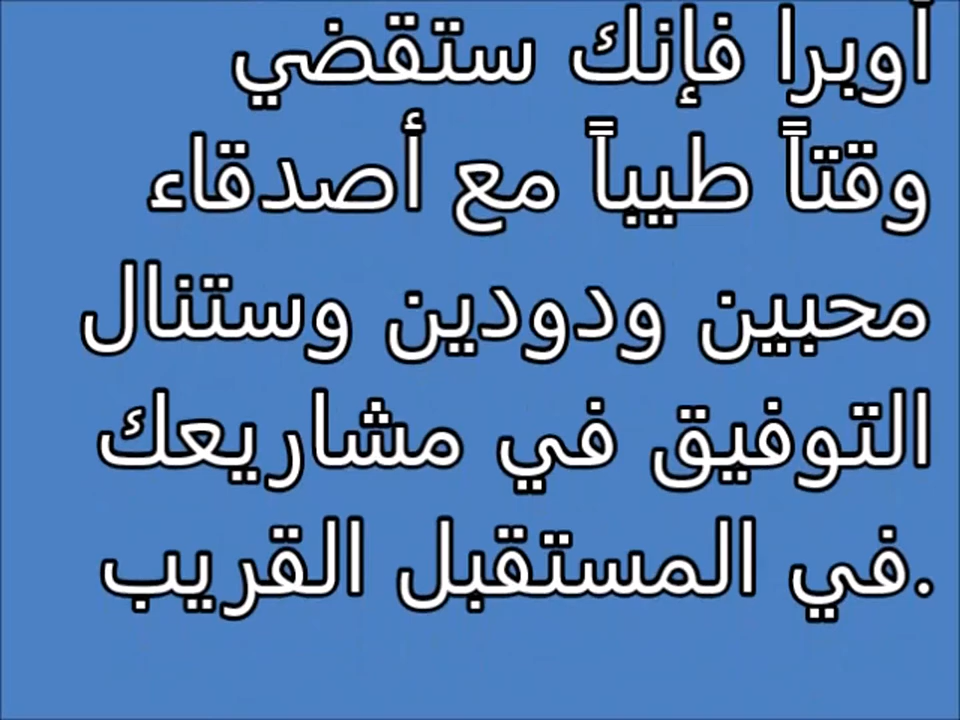 أوبرا فإنك ستقضي
وقتاً طيباً مع أصدقاء
محبين ودودين وستنال
التوفيق في مشاريعك
.في المستقبل القريب